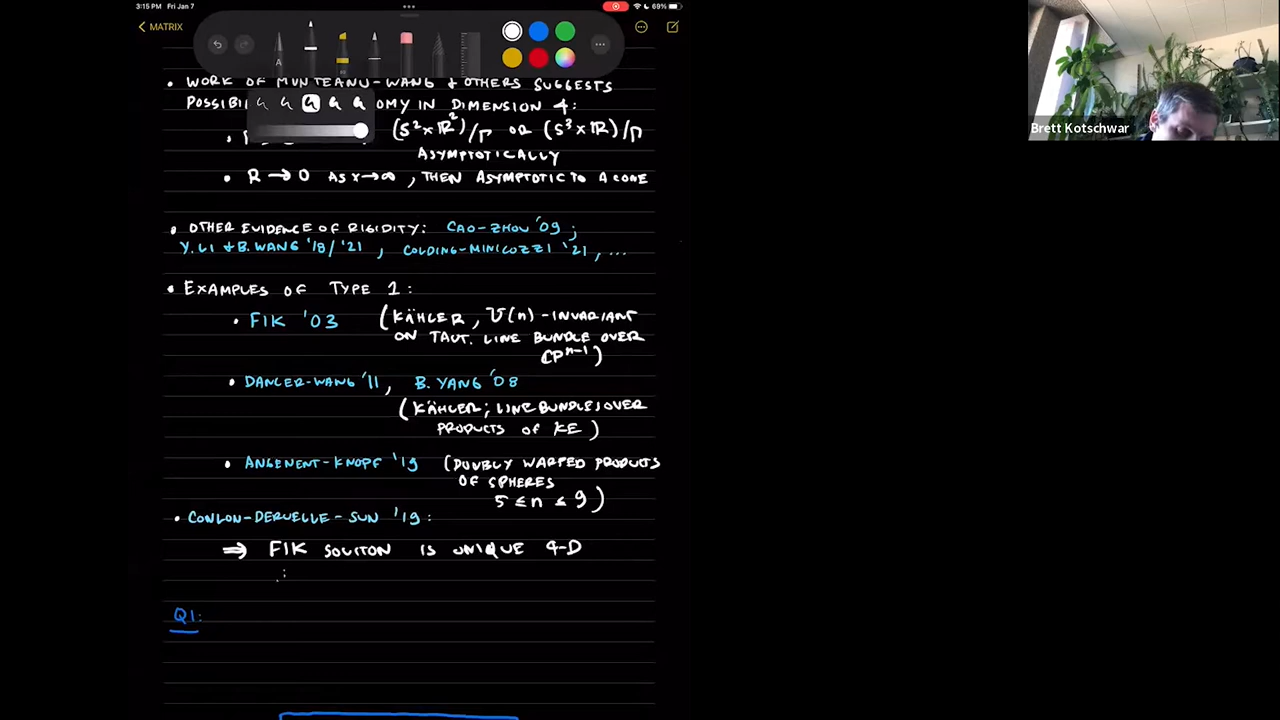 3:15 PM Fri Jan 7
69%
MATRIX
• WORK OF MUNTEANU-WANG & OTHERS SUGGESTS
IN DIMENSION 4:
(S²×ℝ²)/Γ OR (S³×ℝ)/Γ
ASYMPTOTICALLY
• R → 0 AS x→∞, THEN ASYMPTOTIC TO A CONE
• OTHER EVIDENCE OF RIGIDITY: CAO-ZHOU '09;
Y. LI & B. WANG '18/'21, COLDING-MINICOZZI '21, ...
• EXAMPLES OF TYPE 1:
• FIK '03 (KÄHLER, U(n)-INVARIANT
ON TAUT. LINE BUNDLE OVER
ℂPⁿ⁻¹)
• DANCER-WANG '11, B. YANG '08
(KÄHLER; LINE BUNDLES OVER
PRODUCTS OF KE)
• ANGENENT-KNOPF '19 (DOUBLY WARPED PRODUCTS
OF SPHERES
5 ≤ n ≤ 9)
• CONLON-DERUELLE-SUN '19:
⇒ FIK SOLITON IS UNIQUE 4-D
Q1:
Brett Kotschwar